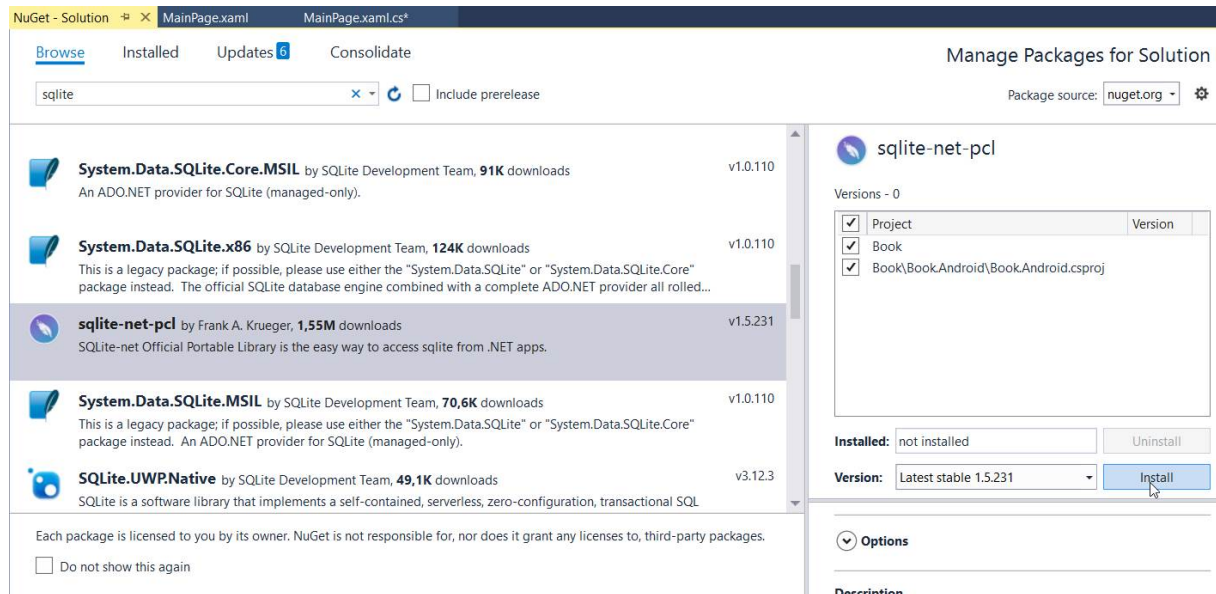 NuGet - Solution
MainPage.xaml
MainPage.xaml.cs*
Browse
Installed
Updates 6
Consolidate
Manage Packages for Solution
sqlite
Include prerelease
Package source: nuget.org
System.Data.SQLite.Core.MSIL by SQLite Development Team, 91K downloads
v1.0.110
An ADO.NET provider for SQLite (managed-only).
System.Data.SQLite.x86 by SQLite Development Team, 124K downloads
v1.0.110
This is a legacy package; if possible, please use either the "System.Data.SQLite" or "System.Data.SQLite.Core"
package instead. The official SQLite database engine combined with a complete ADO.NET provider all rolled...
sqlite-net-pcl by Frank A. Krueger, 1,55M downloads
v1.5.231
SQLite-net Official Portable Library is the easy way to access sqlite from .NET apps.
System.Data.SQLite.MSIL by SQLite Development Team, 70,6K downloads
v1.0.110
This is a legacy package; if possible, please use either the "System.Data.SQLite" or "System.Data.SQLite.Core"
package instead. An ADO.NET provider for SQLite (managed-only).
SQLite.UWP.Native by SQLite Development Team, 49,1K downloads
v3.12.3
SQLite is a software library that implements a self-contained, serverless, zero-configuration, transactional SQL
Each package is licensed to you by its owner. NuGet is not responsible for, nor does it grant any licenses to, third-party packages.
Do not show this again
sqlite-net-pcl
Versions - 0
Project
Version
Book
Book\Book.Android\Book.Android.csproj
Installed: not installed
Uninstall
Version: Latest stable 1.5.231
Install
Options
Description